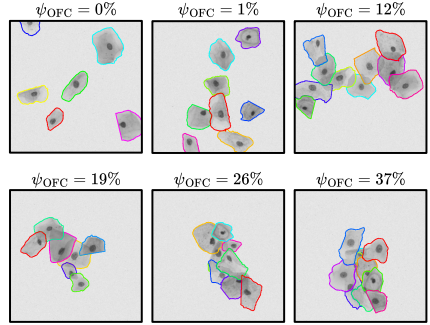 ψOFC = 0%
ψOFC = 1%
ψOFC = 12%
ψOFC = 19%
ψOFC = 26%
ψOFC = 37%